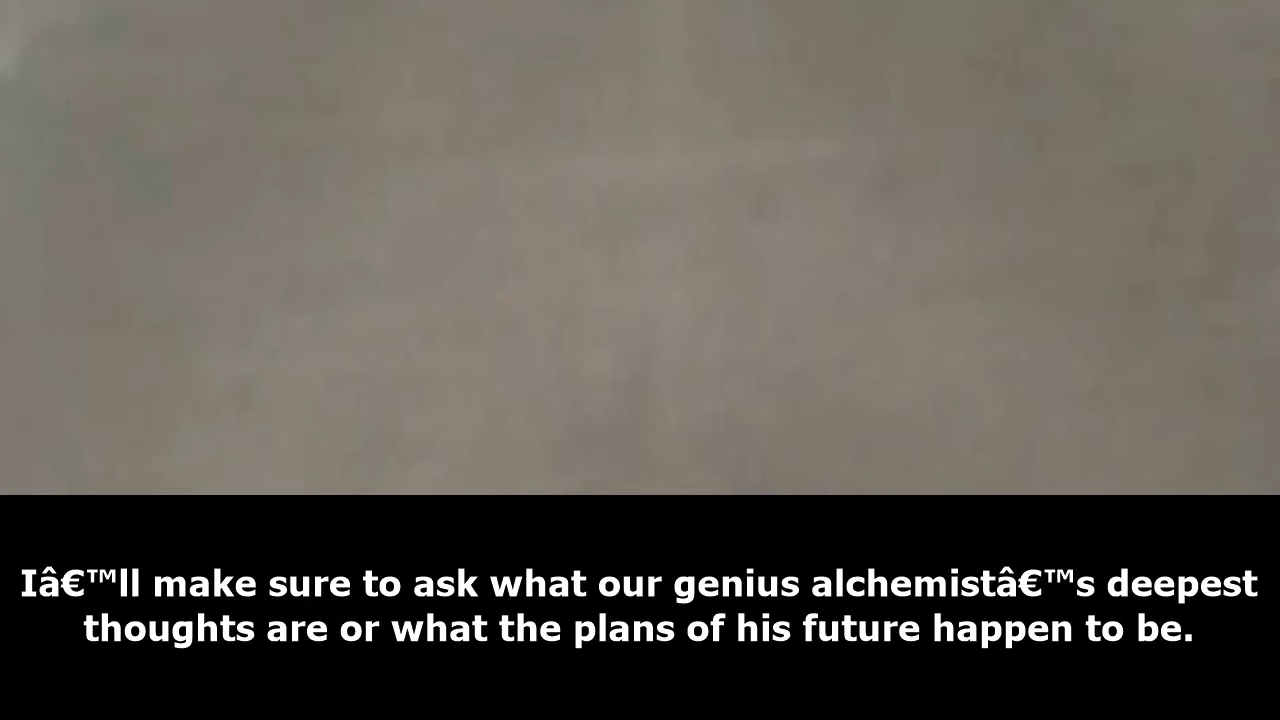 Iâ€™ll make sure to ask what our genius alchemistâ€™s deepest
thoughts are or what the plans of his future happen to be.